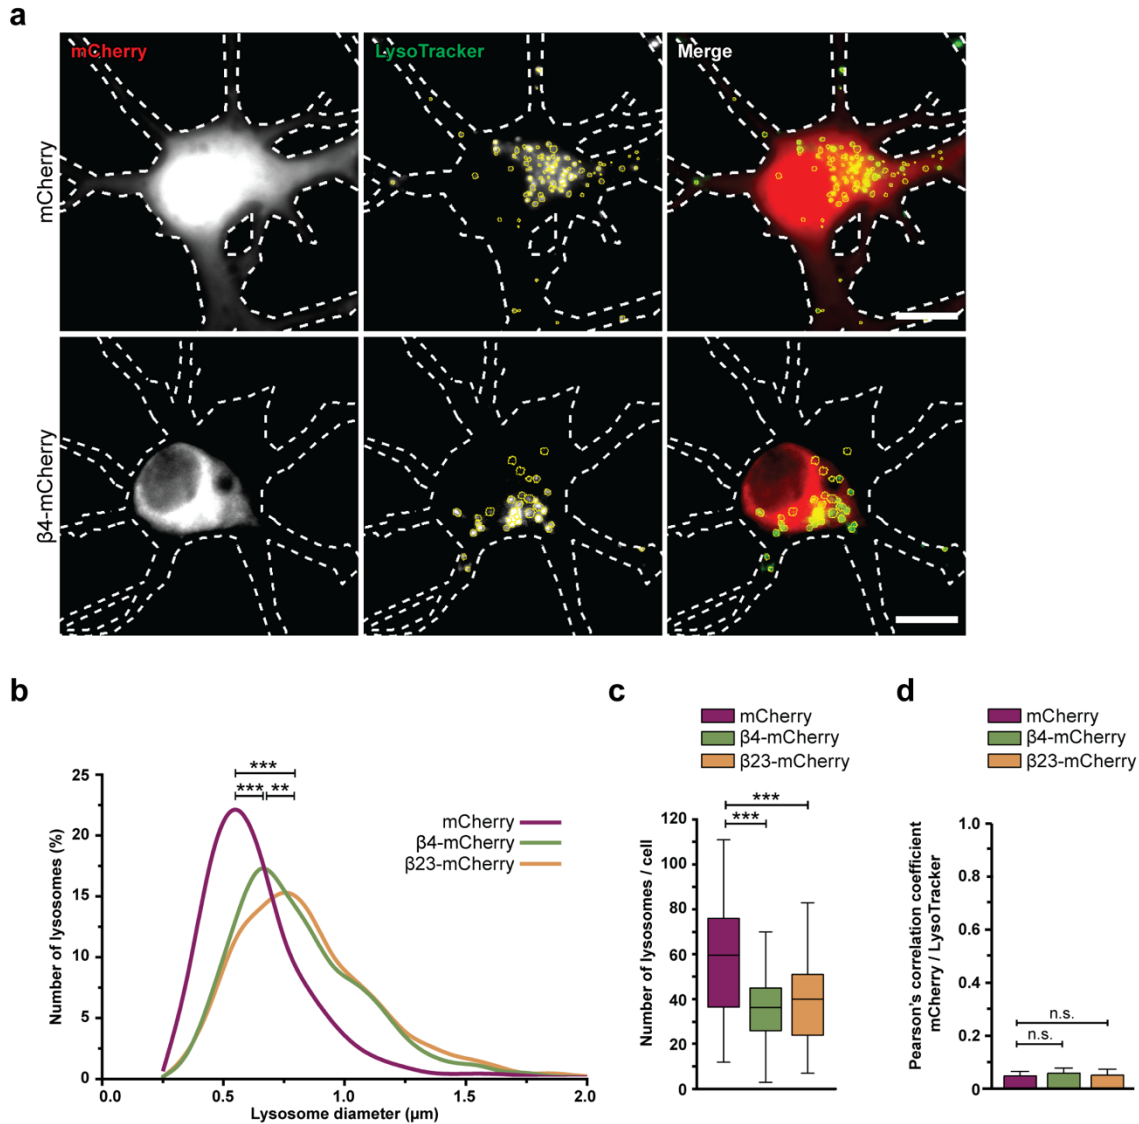 a
mCherry
LysoTracker
Merge
mCherry
β4-mCherry
b
25
20
15
10
5
0
0.0
0.5
1.0
1.5
2.0
Number of lysosomes (%)
Lysosome diameter (µm)
***
***
**
mCherry
β4-mCherry
β23-mCherry
c
mCherry
β4-mCherry
β23-mCherry
***
***
120
110
100
80
60
40
20
0
Number of lysosomes / cell
d
mCherry
β4-mCherry
β23-mCherry
1.0
0.8
0.6
0.4
0.2
0
Pearson's correlation coefficient
mCherry / LysoTracker
n.s.
n.s.